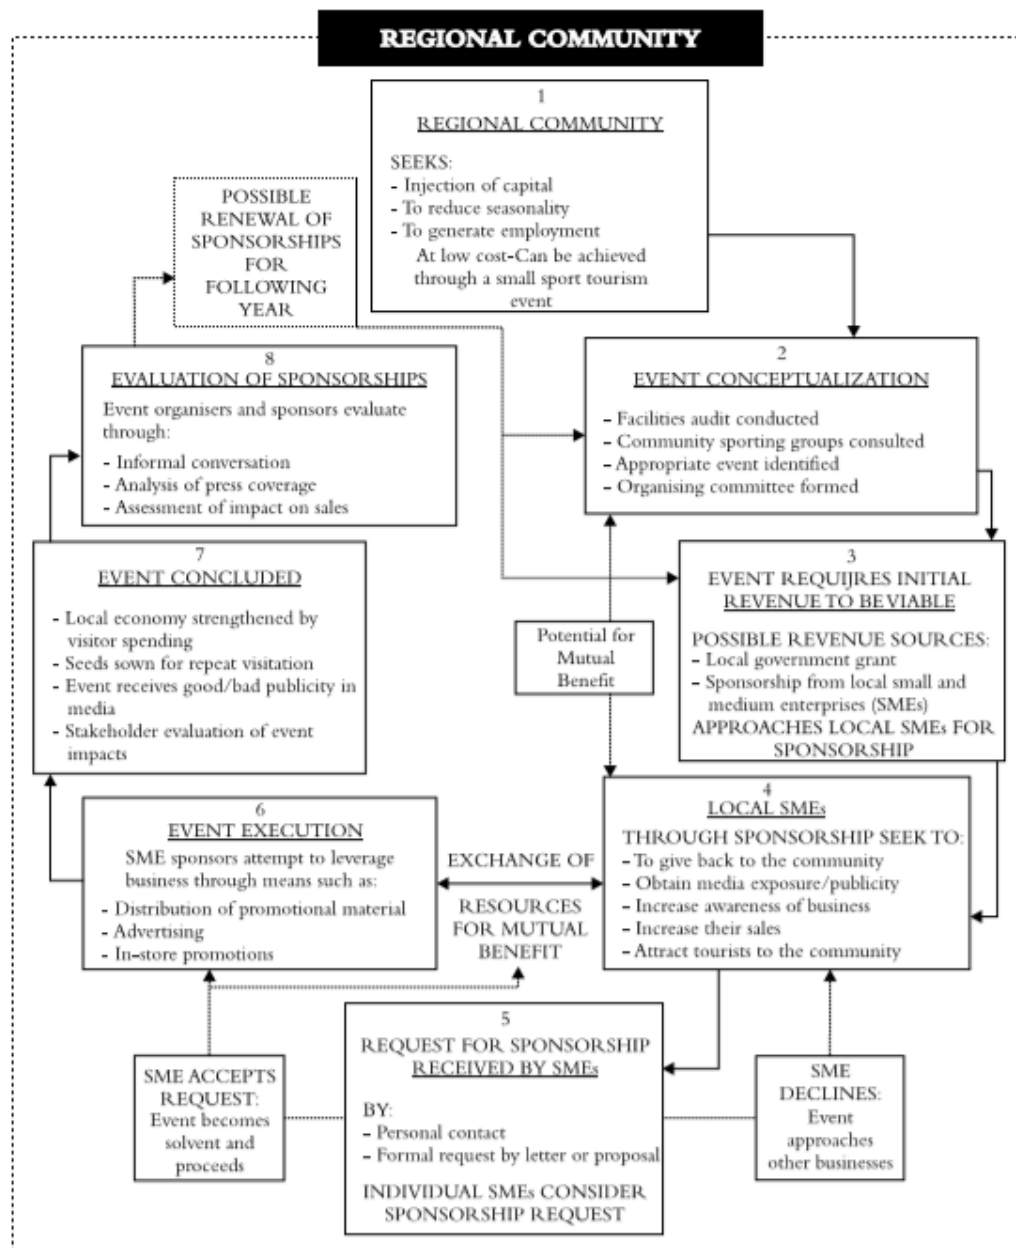 REGIONAL COMMUNITY
1
REGIONAL COMMUNITY
SEEKS:
- Injection of capital
- To reduce seasonality
- To generate employment
At low cost-Can be achieved
through a small sport tourism
event
POSSIBLE
RENEWAL OF
SPONSORSHIPS
FOR
FOLLOWING
YEAR
2
EVENT CONCEPTUALIZATION
- Facilities audit conducted
- Community sporting groups consulted
- Appropriate event identified
- Organising committee formed
8
EVALUATION OF SPONSORSHIPS
Event organisers and sponsors evaluate
through:
- Informal conversation
- Analysis of press coverage
- Assessment of impact on sales
3
EVENT REQUIJRES INITIAL
REVENUE TO BEVIABLE
POSSIBLE REVENUE SOURCES:
- Local government grant
- Sponsorship from local small and
medium enterprises (SMEs)
APPROACHES LOCAL SMEs FOR
SPONSORSHIP
7
EVENT CONCLUDED
- Local economy strengthened by
visitor spending
- Seeds sown for repeat visitation
- Event receives good/bad publicity in
media
- Stakeholder evaluation of event
impacts
Potential for
Mutual
Benefit
4
LOCAL SMEs
THROUGH SPONSORSHIP SEEK TO:
- To give back to the community
- Obtain media exposure/publicity
- Increase awareness of business
- Increase their sales
- Attract tourists to the community
6
EVENT EXECUTION
SME sponsors attempt to leverage
business through means such as:
- Distribution of promotional material
- Advertising
- In-store promotions
EXCHANGE OF
RESOURCES
FOR MUTUAL
BENEFIT
5
REQUEST FOR SPONSORSHIP
RECEIVED BY SMEs
BY:
- Personal contact
- Formal request by letter or proposal
INDIVIDUAL SMEs CONSIDER
SPONSORSHIP REQUEST
SME ACCEPTS
REQUEST:
Event becomes
solvent and
proceeds
SME
DECLINES:
Event
approaches
other businesses